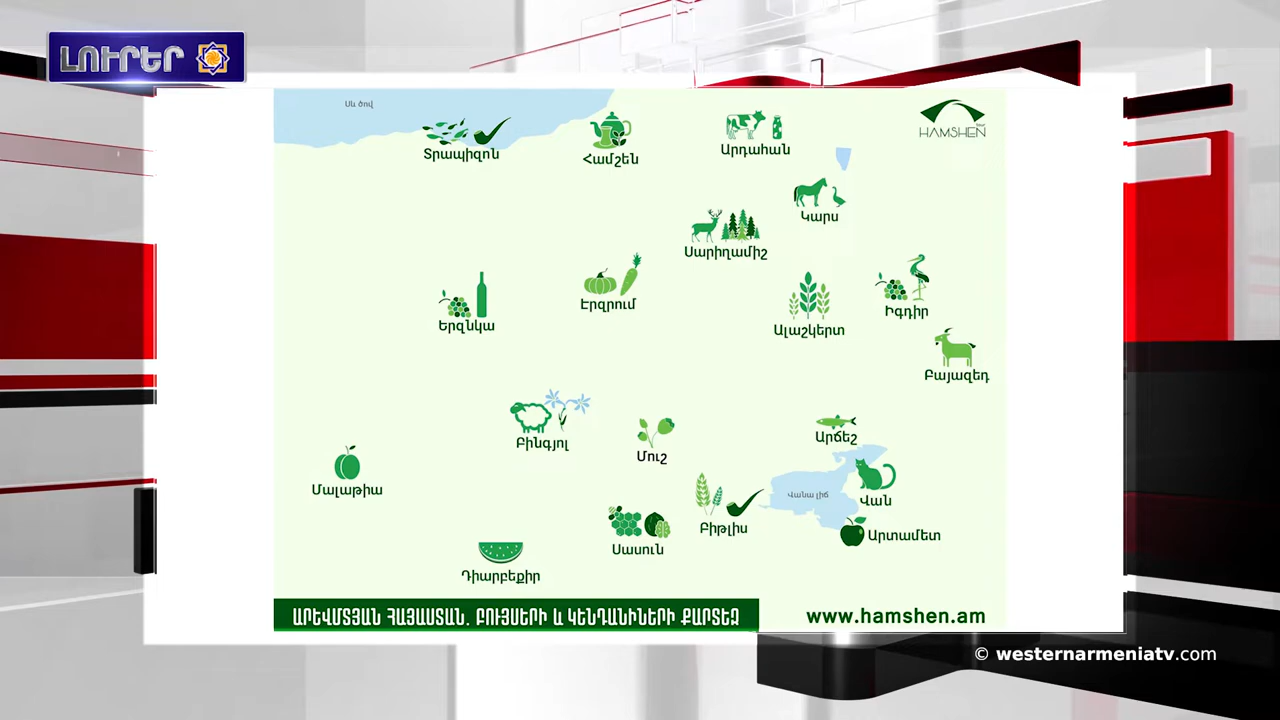 ԼՈՒՐԵՐ
Սև ծով
HAMSHEN
Տրապիզոն
Համշեն
Արդահան
Կարս
Սարիղամիշ
Էրզրում
Երզնկա
Ալաշկերտ
Իգդիր
Բայազեդ
Բինգյոլ
Մուշ
Արճեշ
Մալաթիա
Վանա լիճ
Վան
Բիթլիս
Արտամետ
Սասուն
Դիարբեքիր
ԱՐԵՎՄՏՅԱՆ ՀԱՅԱՍՏԱՆ. ԲՈՒՅՍԵՐԻ և ԿԵՆԴԱՆԻՆԵՐԻ ՔԱՐՏԵԶ
www.hamshen.am
© westernarmeniatv.com